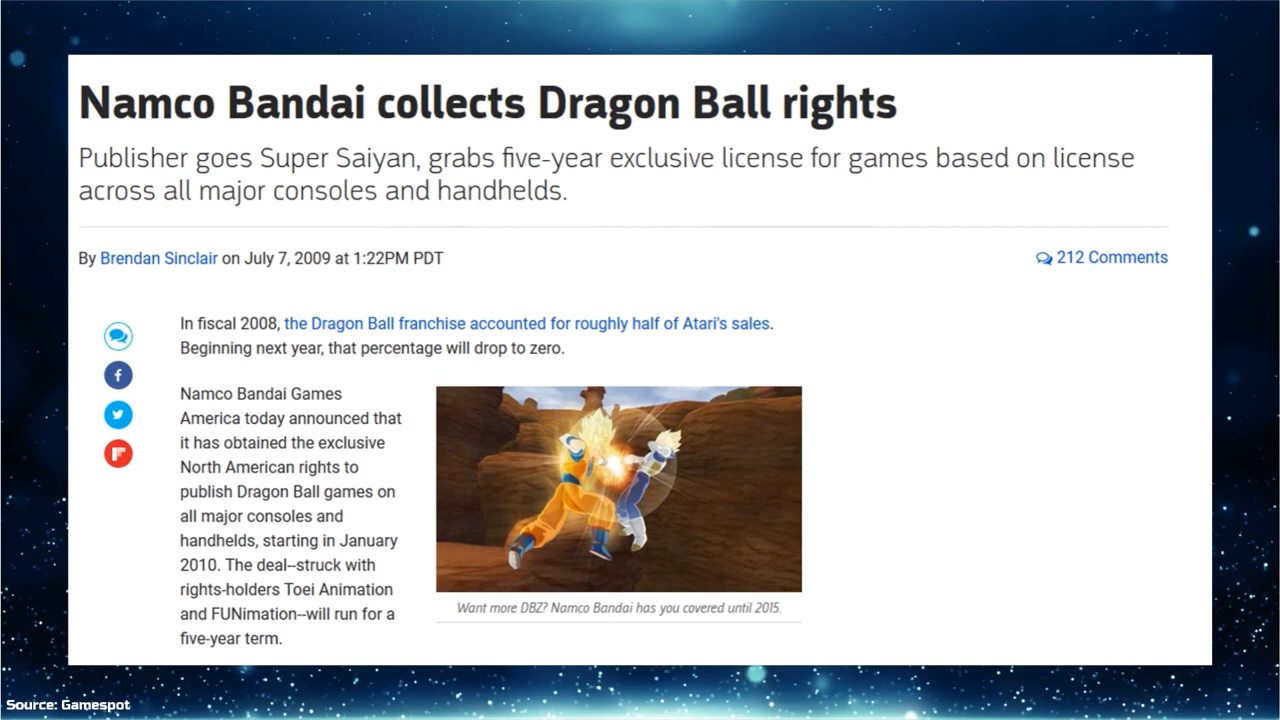 Namco Bandai collects Dragon Ball rights
Publisher goes Super Saiyan, grabs five-year exclusive license for games based on license
across all major consoles and handhelds.
By Brendan Sinclair on July 7, 2009 at 1:22PM PDT
212 Comments
In fiscal 2008, the Dragon Ball franchise accounted for roughly half of Atari's sales.
Beginning next year, that percentage will drop to zero.
Namco Bandai Games
America today announced that
it has obtained the exclusive
North American rights to
publish Dragon Ball games on
all major consoles and
handhelds, starting in January
2010. The deal--struck with
rights-holders Toei Animation
and FUNimation--will run for a
five-year term.
Want more DBZ? Namco Bandai has you covered until 2015.
Source: Gamespot